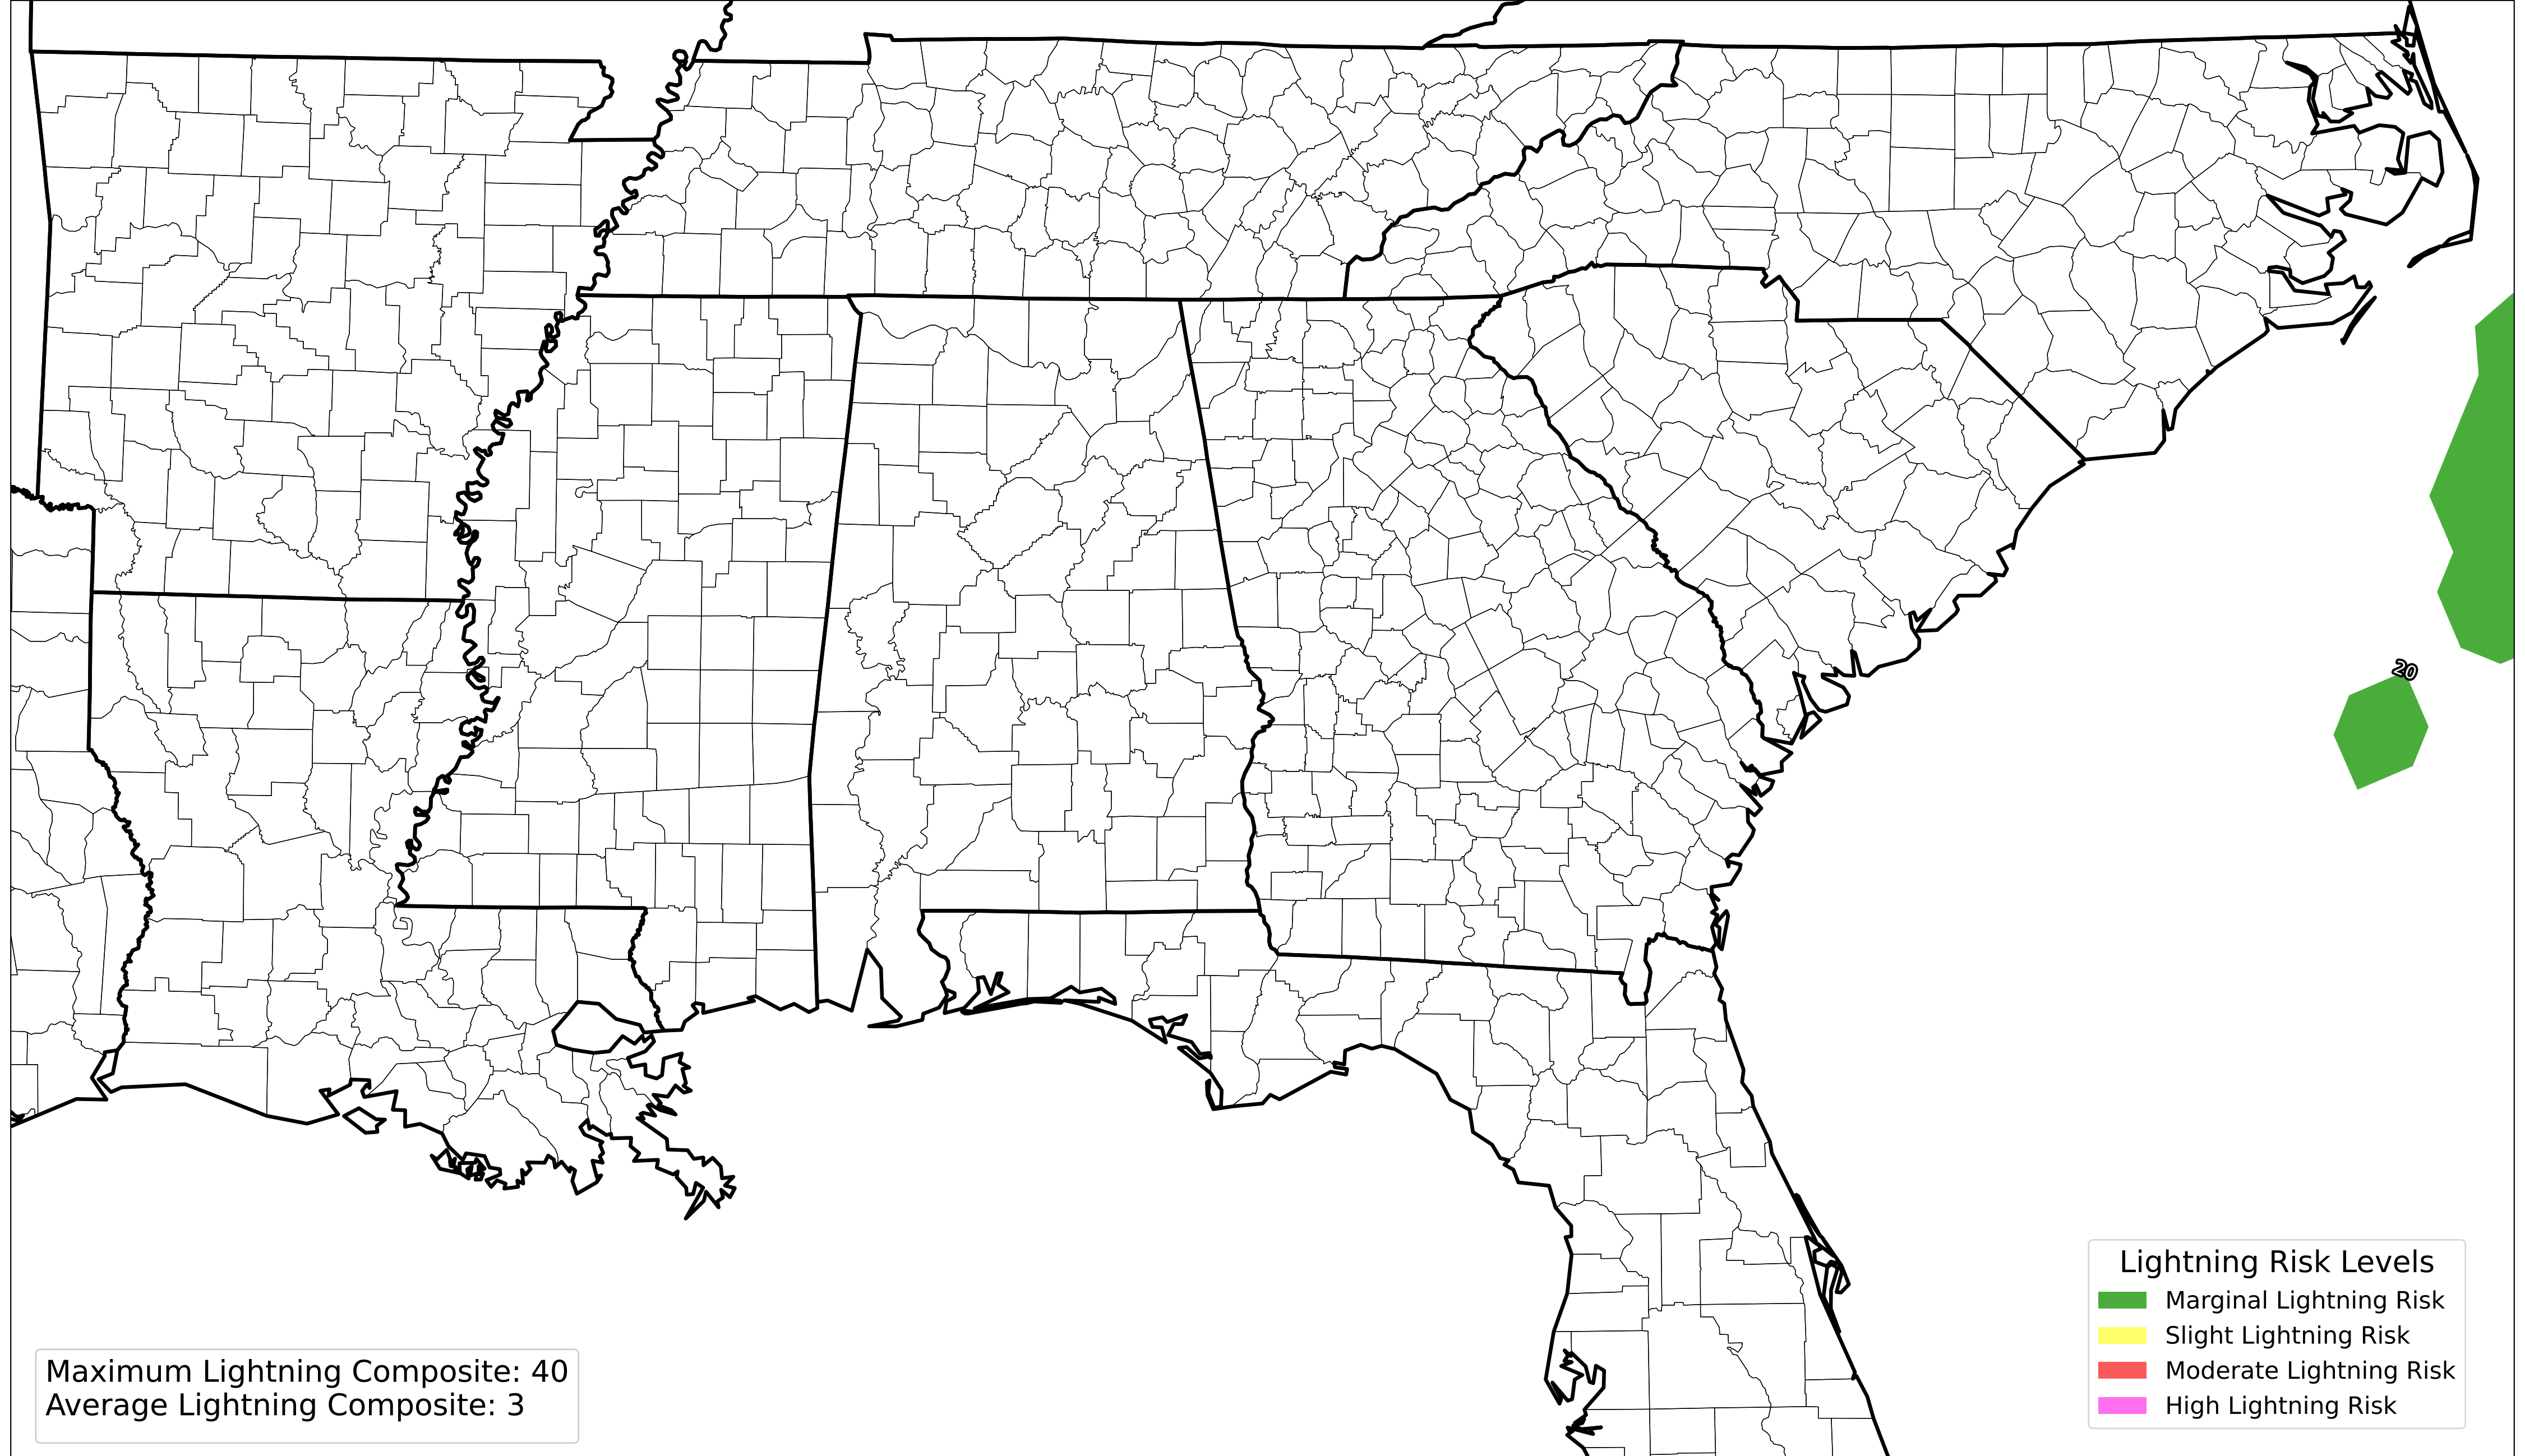 20
Lightning Risk Levels
Marginal Lightning Risk
Slight Lightning Risk
Moderate Lightning Risk
High Lightning Risk
Maximum Lightning Composite: 40
Average Lightning Composite: 3